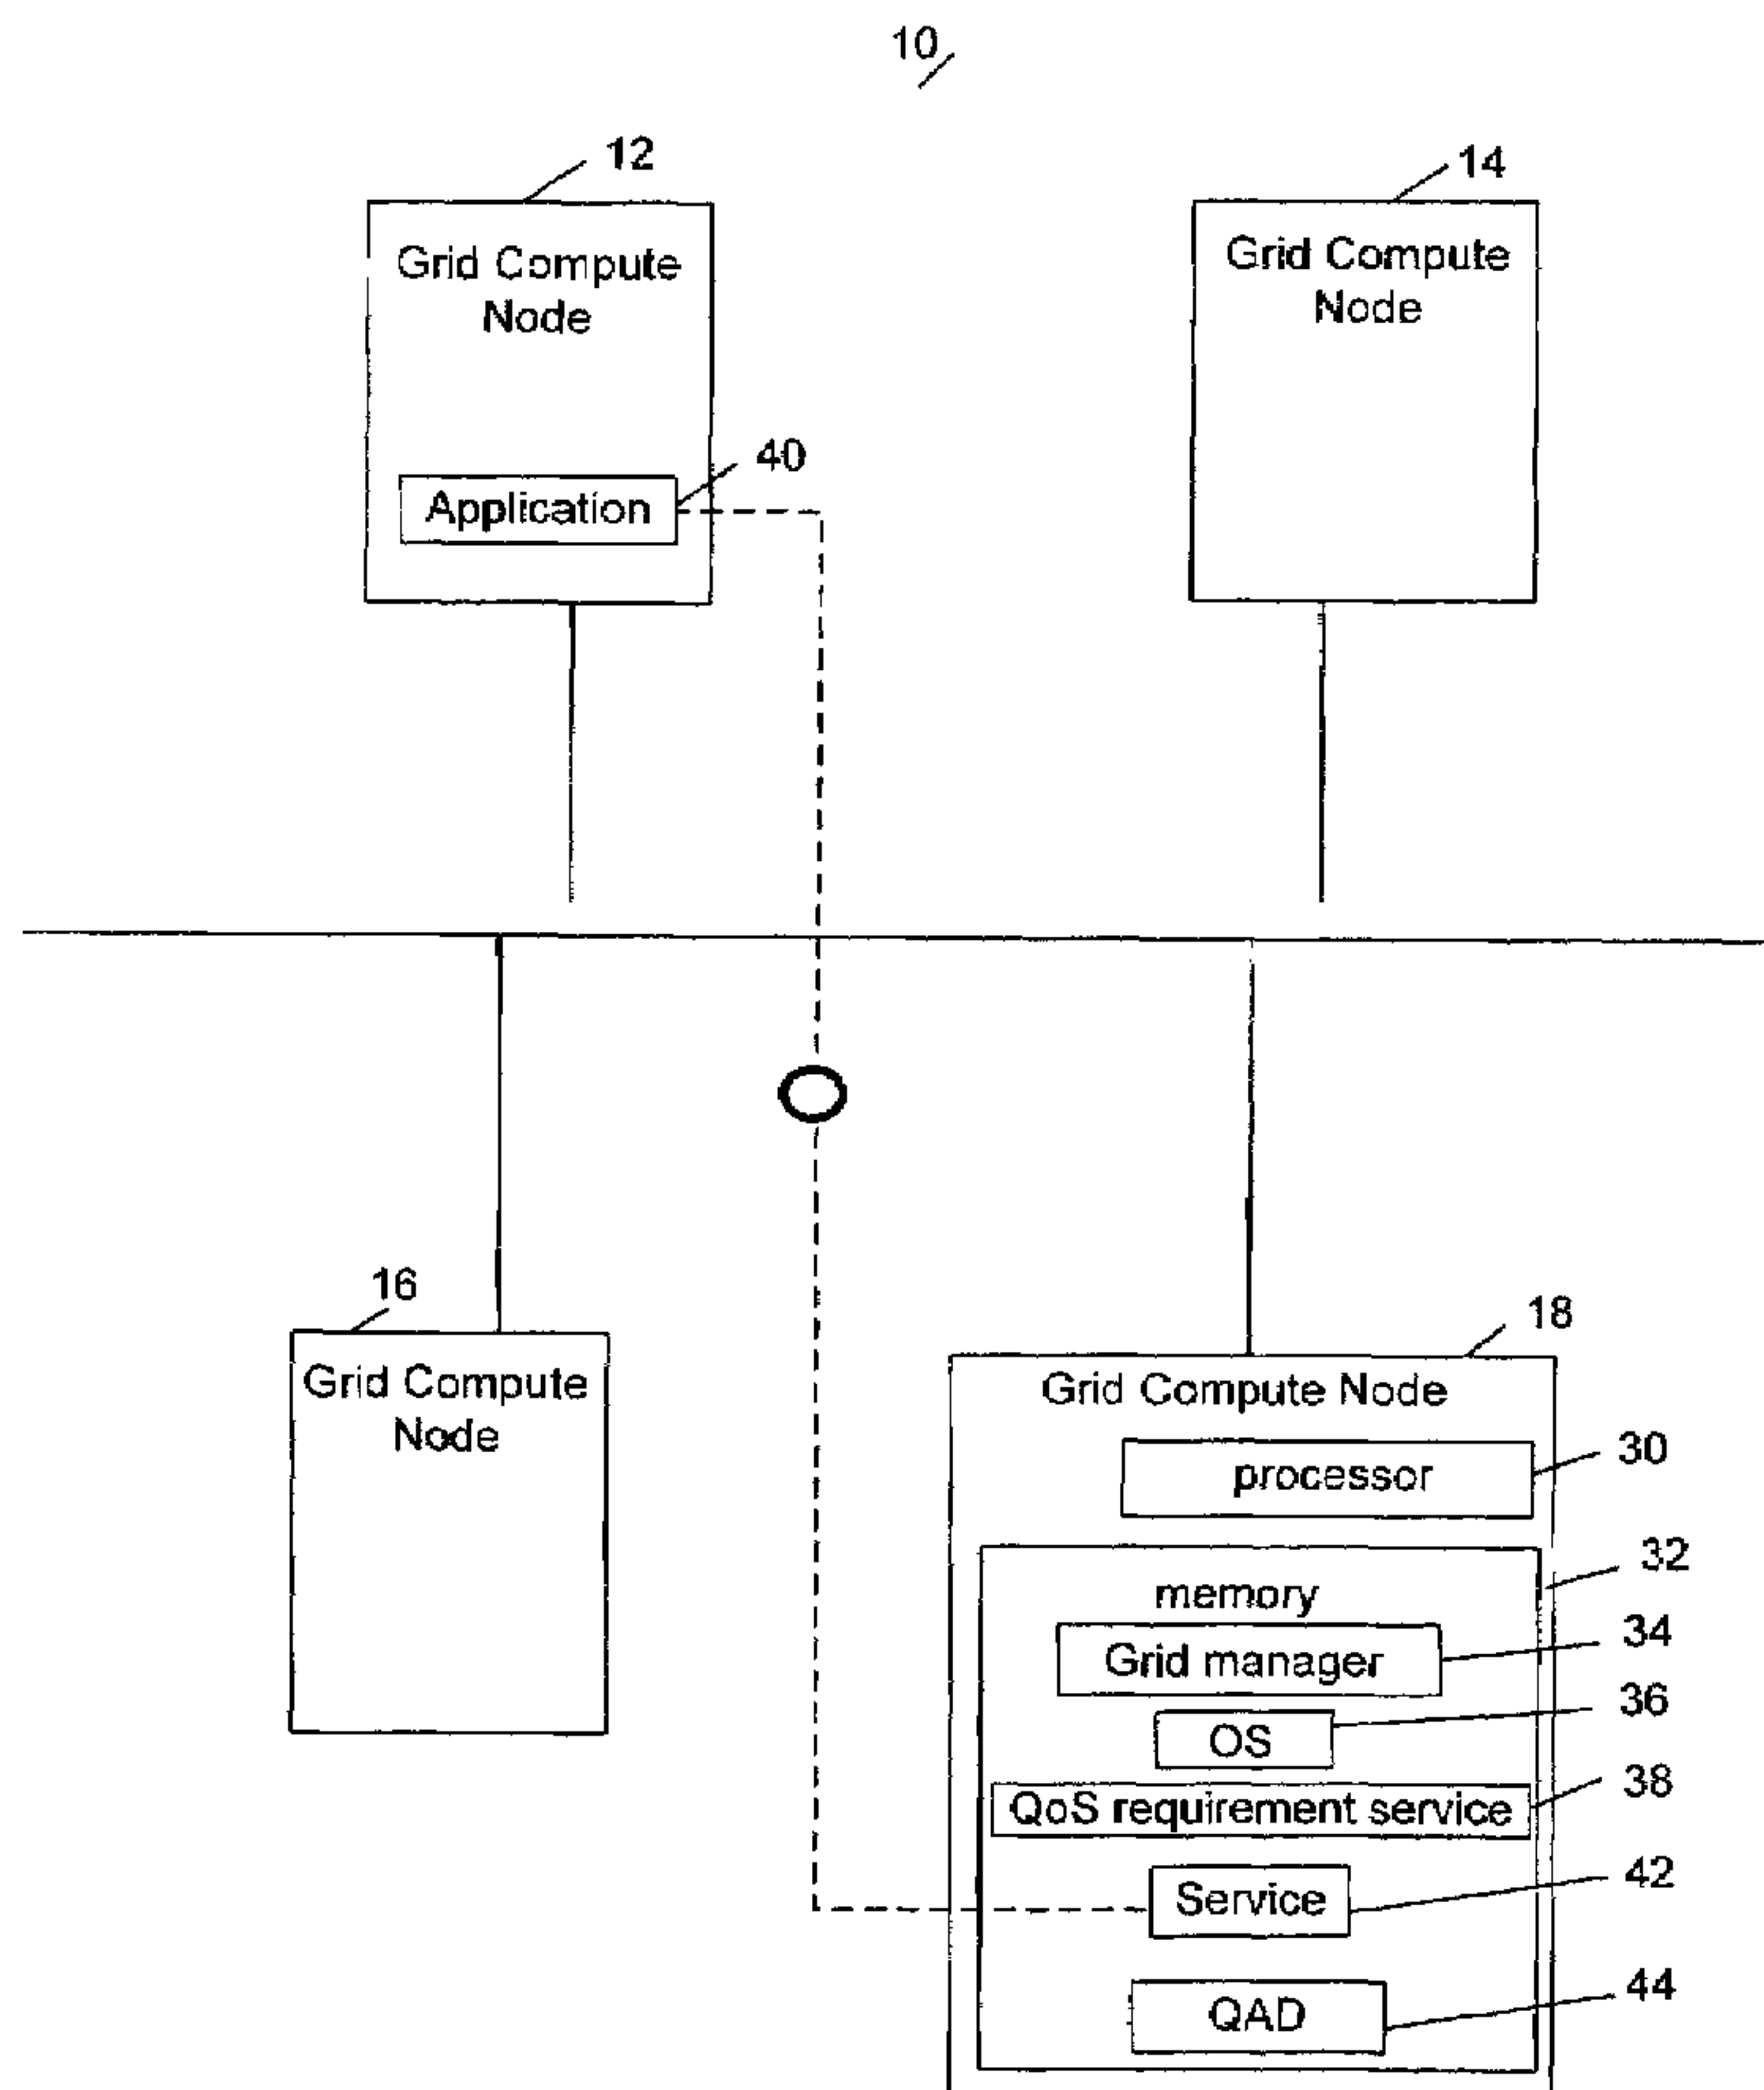 10
12
14
Grid Compute
Node
Grid Compute
Node
40
Application
16
Grid Compute
Node
18
Grid Compute Node
30
processor
32
memory
34
Grid manager
36
OS
38
QoS requirement service
42
Service
44
QAD